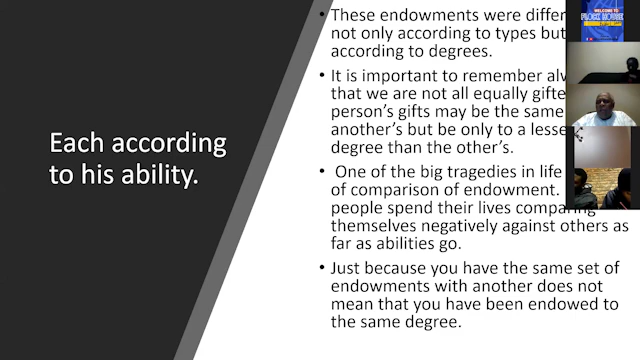 Each according
to his ability.
• These endowments were differ
not only according to types but
according to degrees.
• It is important to remember alw
that we are not all equally gifte
person's gifts may be the same
another's but be only to a lesse
degree than the other's.
• One of the big tragedies in life
of comparison of endowment.
people spend their lives comparing
themselves negatively against others as
far as abilities go.
• Just because you have the same set of
endowments with another does not
mean that you have been endowed to
the same degree.
WELCOME TO
FLOCK HOUSE